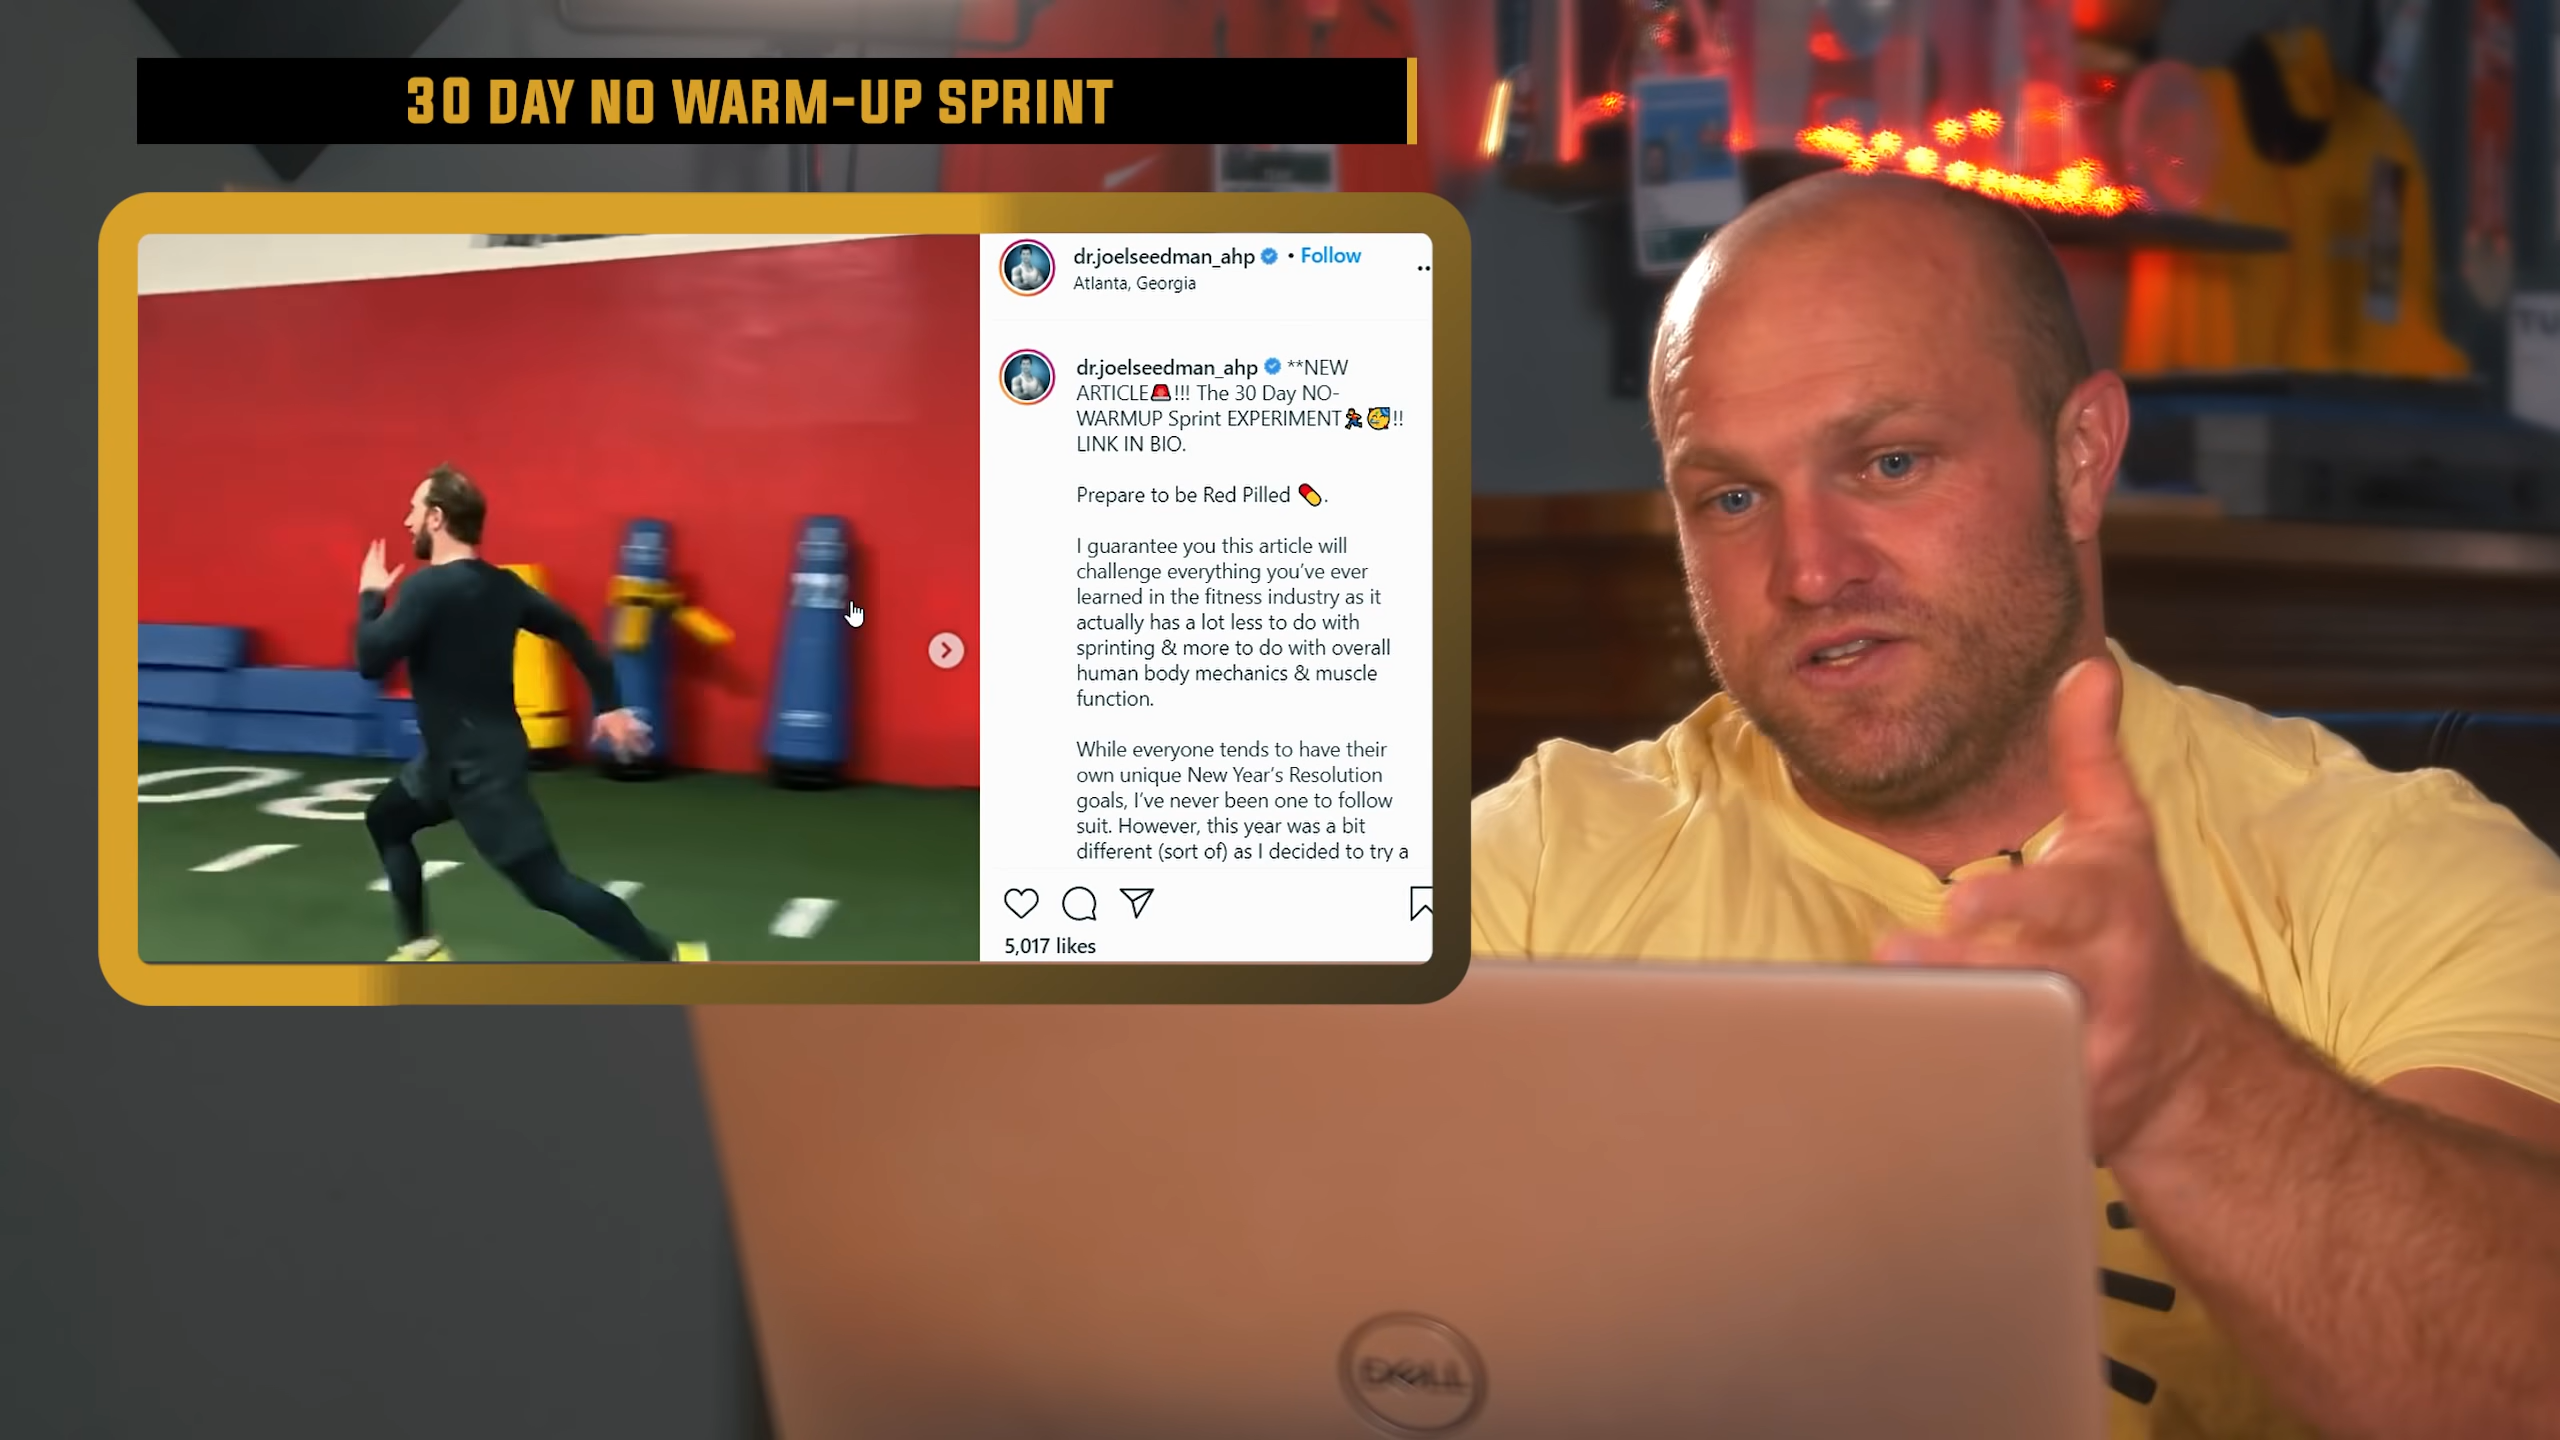 30 DAY NO WARM-UP SPRINT
dr.joelseedman_ahp • Follow
Atlanta, Georgia
dr.joelseedman_ahp **NEW
ARTICLE🚨!!! The 30 Day NO-
WARMUP Sprint EXPERIMENT🏃🥳!!
LINK IN BIO.
Prepare to be Red Pilled 💊.
I guarantee you this article will
challenge everything you've ever
learned in the fitness industry as it
actually has a lot less to do with
sprinting & more to do with overall
human body mechanics & muscle
function.
While everyone tends to have their
own unique New Year's Resolution
goals, I've never been one to follow
suit. However, this year was a bit
different (sort of) as I decided to try a
5,017 likes
DELL